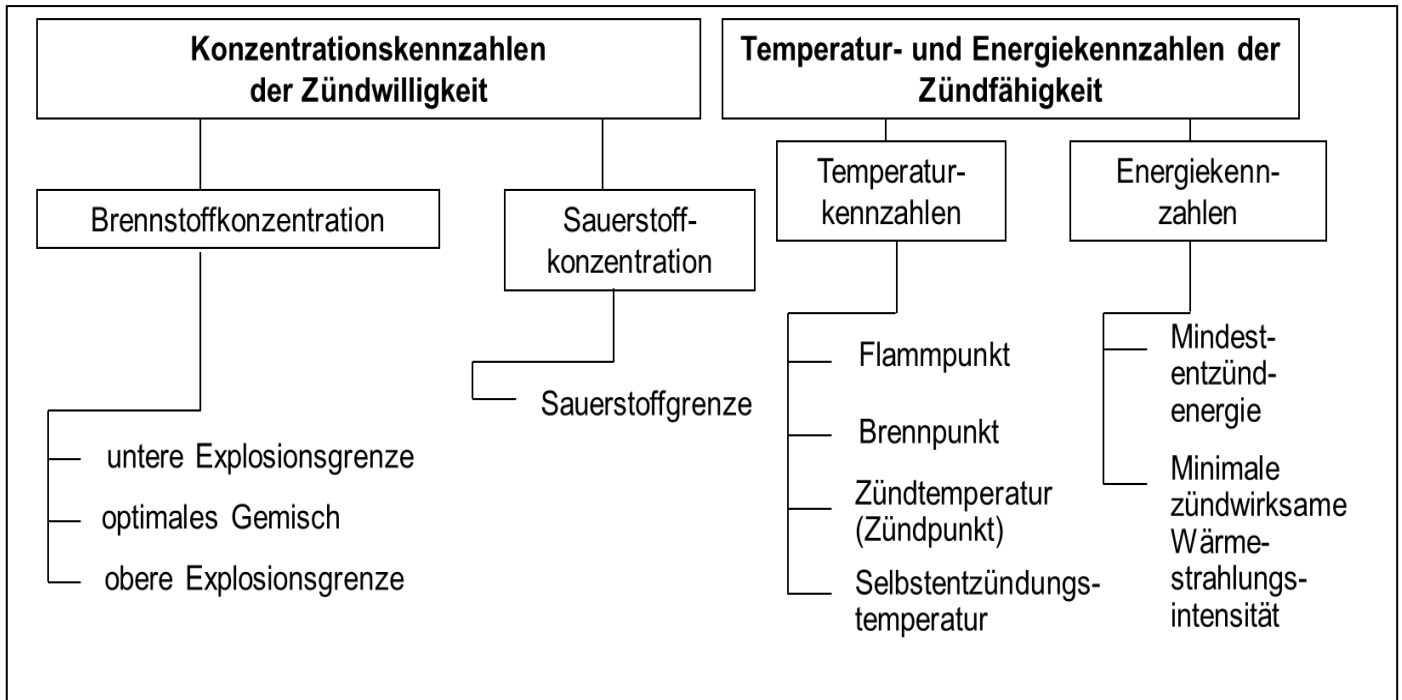 Konzentrationskennzahlen
der Zündwilligkeit
Temperatur- und Energiekennzahlen der
Zündfähigkeit
Brennstoffkonzentration
Sauerstoff-
konzentration
Temperatur-
kennzahlen
Energiekenn-
zahlen
untere Explosionsgrenze
optimales Gemisch
obere Explosionsgrenze
Sauerstoffgrenze
Flammpunkt
Brennpunkt
Zündtemperatur
(Zündpunkt)
Selbstentzündungs-
temperatur
Mindest-
entzünd-
energie
Minimale
zündwirksame
Wärme-
strahlungs-
intensität